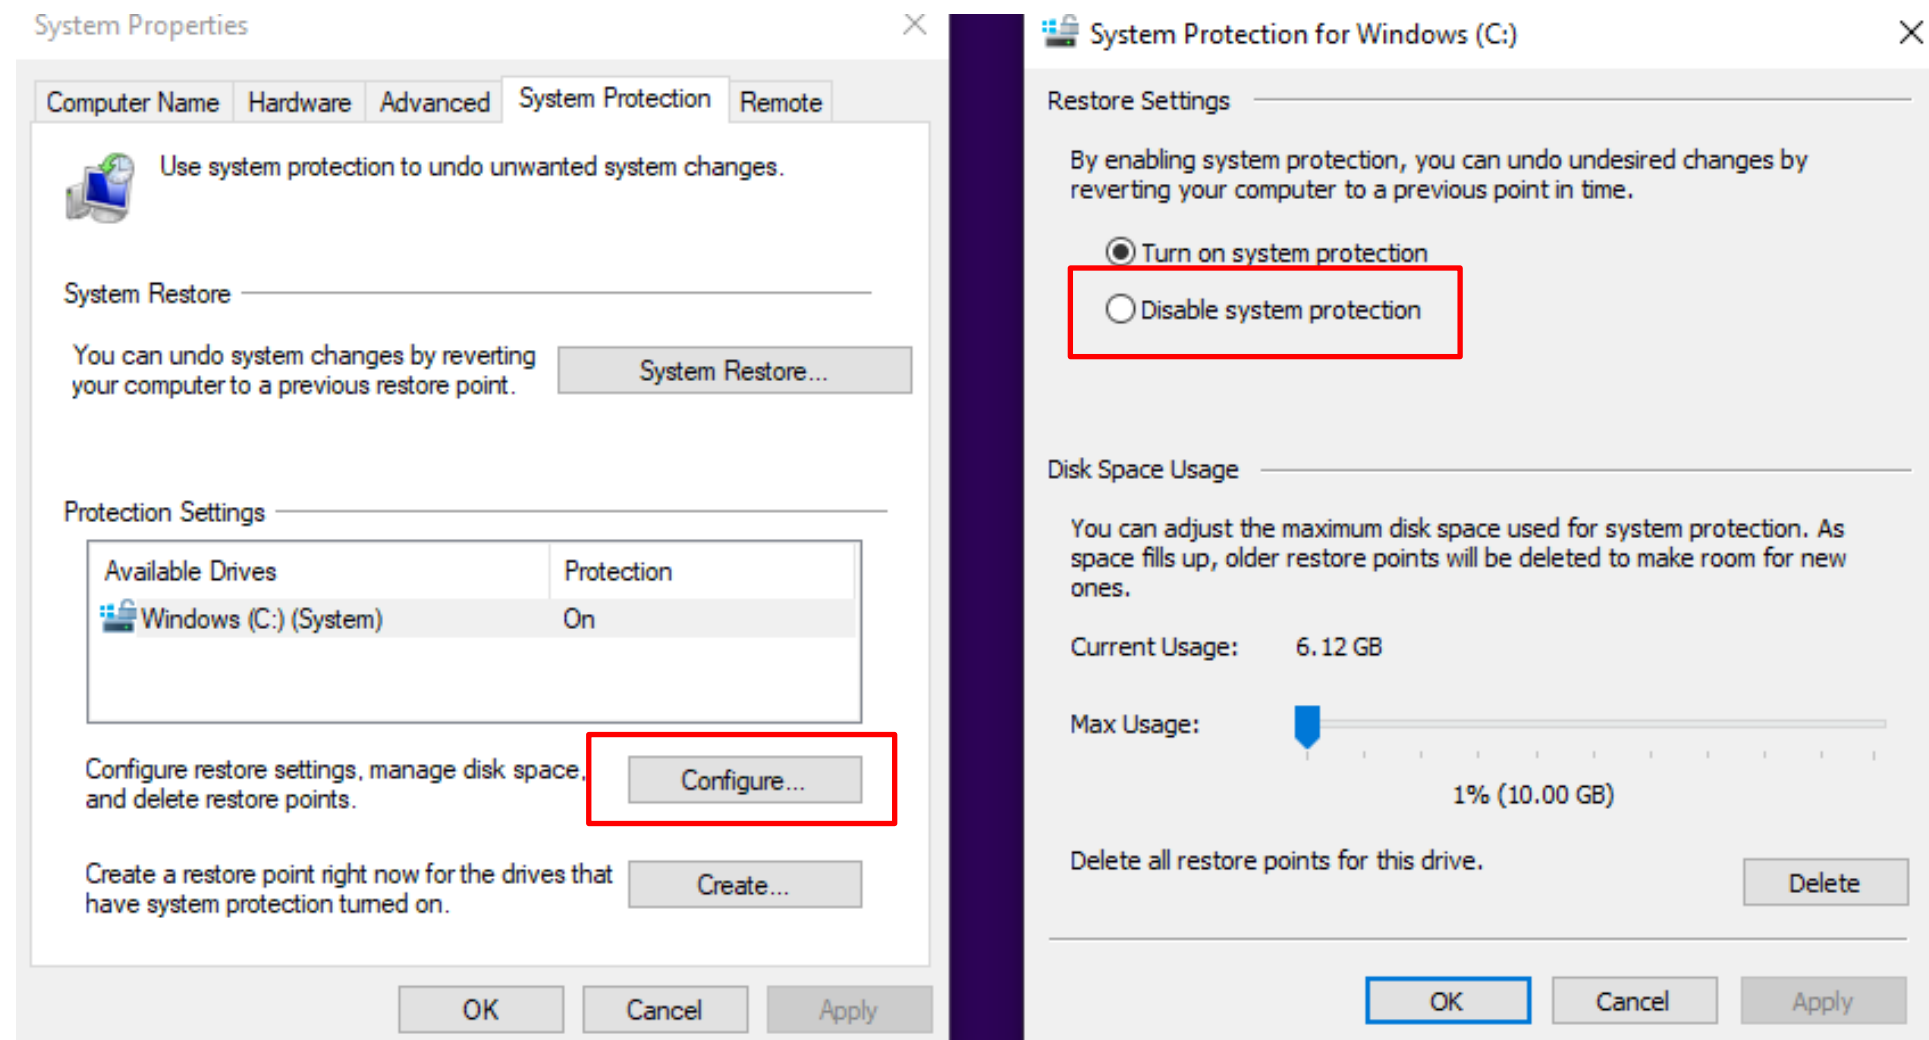 System Properties
Computer Name
Hardware
Advanced
System Protection
Remote
Use system protection to undo unwanted system changes.
System Restore
You can undo system changes by reverting
your computer to a previous restore point.
System Restore...
Protection Settings
Available Drives
Protection
Windows (C:) (System)
On
Configure restore settings, manage disk space,
and delete restore points.
Configure...
Create a restore point right now for the drives that
have system protection turned on.
Create...
OK
Cancel
Apply
System Protection for Windows (C:)
Restore Settings
By enabling system protection, you can undo undesired changes by
reverting your computer to a previous point in time.
Turn on system protection
Disable system protection
Disk Space Usage
You can adjust the maximum disk space used for system protection. As
space fills up, older restore points will be deleted to make room for new
ones.
Current Usage:
6.12 GB
Max Usage:
1% (10.00 GB)
Delete all restore points for this drive.
Delete
OK
Cancel
Apply